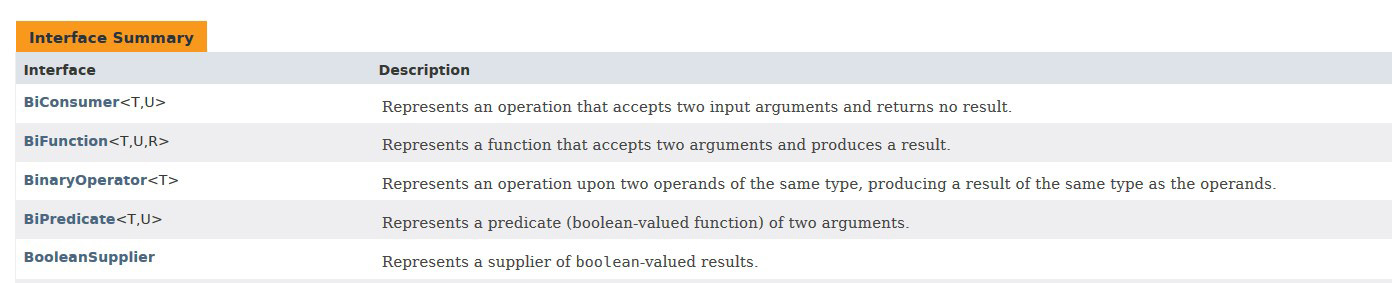 Interface Summary
Interface Description
BiConsumer<T,U> Represents an operation that accepts two input arguments and returns no result.
BiFunction<T,U,R> Represents a function that accepts two arguments and produces a result.
BinaryOperator<T> Represents an operation upon two operands of the same type, producing a result of the same type as the operands.
BiPredicate<T,U> Represents a predicate (boolean-valued function) of two arguments.
BooleanSupplier Represents a supplier of boolean-valued results.